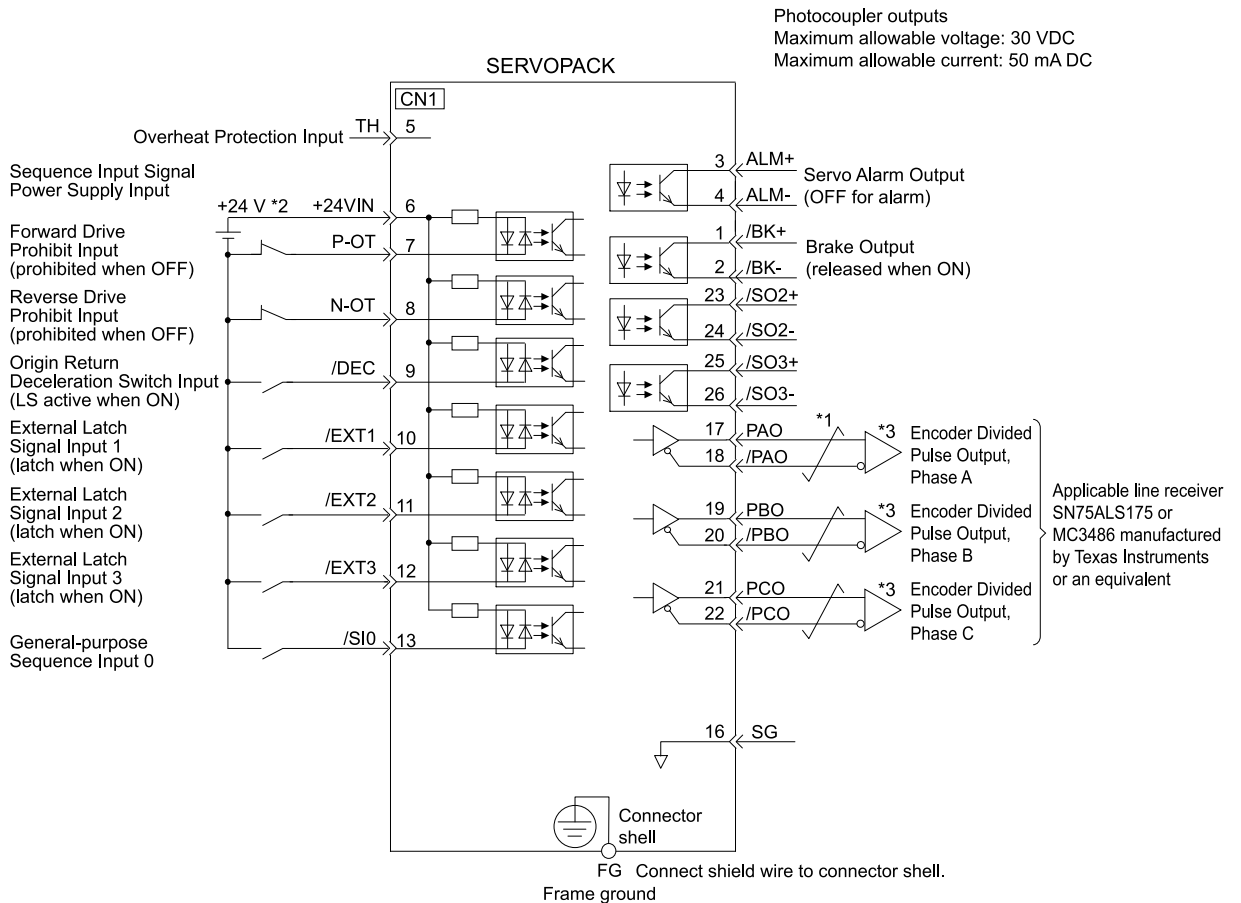 Photocoupler outputs
Maximum allowable voltage: 30 VDC
Maximum allowable current: 50 mA DC
SERVOPACK
CN1
Overheat Protection Input
TH
5
Sequence Input Signal
Power Supply Input
+24 V *2
+24VIN
6
Forward Drive
Prohibit Input
(prohibited when OFF)
P-OT
7
Reverse Drive
Prohibit Input
(prohibited when OFF)
N-OT
8
Origin Return
Deceleration Switch Input
(LS active when ON)
/DEC
9
External Latch
Signal Input 1
(latch when ON)
/EXT1
10
External Latch
Signal Input 2
(latch when ON)
/EXT2
11
External Latch
Signal Input 3
(latch when ON)
/EXT3
12
General-purpose
Sequence Input 0
/SI0
13
3
ALM+
4
ALM-
Servo Alarm Output
(OFF for alarm)
1
/BK+
2
/BK-
Brake Output
(released when ON)
23
/SO2+
24
/SO2-
25
/SO3+
26
/SO3-
*1
17
PAO
18
/PAO
*3
Encoder Divided
Pulse Output,
Phase A
19
PBO
20
/PBO
*3
Encoder Divided
Pulse Output,
Phase B
21
PCO
22
/PCO
*3
Encoder Divided
Pulse Output,
Phase C
Applicable line receiver
SN75ALS175 or
MC3486 manufactured
by Texas Instruments
or an equivalent
16
SG
Connector
shell
FG
Connect shield wire to connector shell.
Frame ground